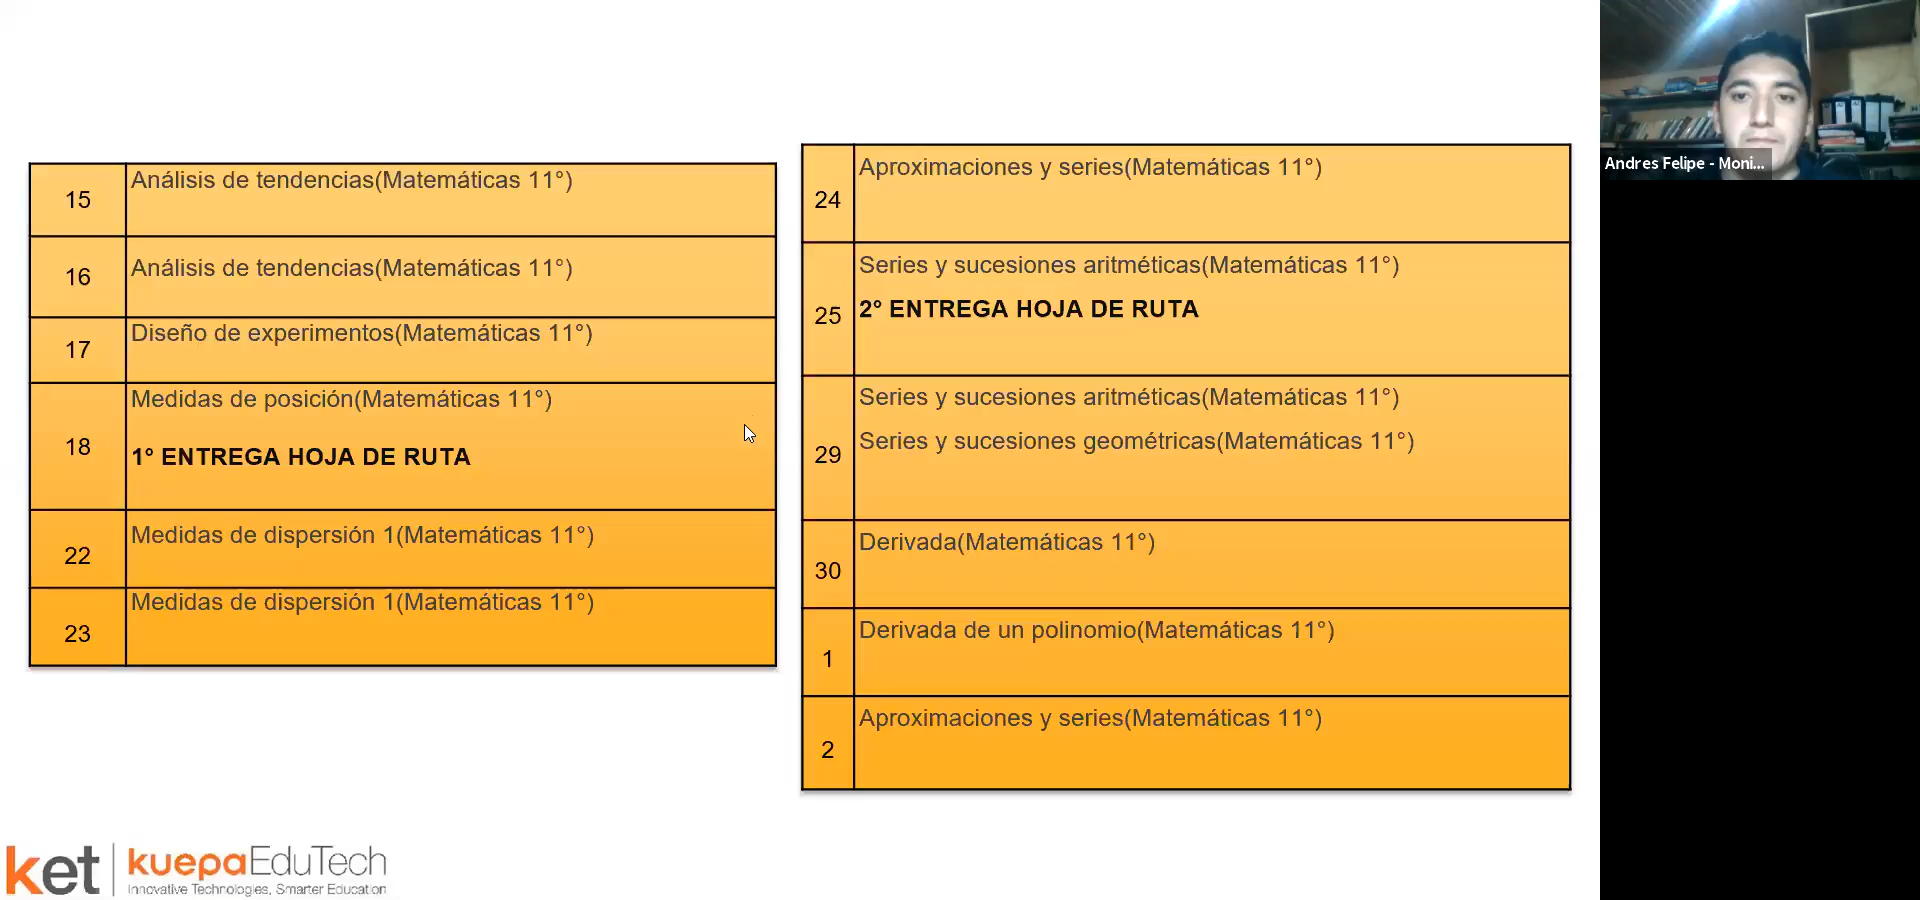 15
Análisis de tendencias(Matemáticas 11°)
16
Análisis de tendencias(Matemáticas 11°)
17
Diseño de experimentos(Matemáticas 11°)
18
Medidas de posición(Matemáticas 11°)
1° ENTREGA HOJA DE RUTA
22
Medidas de dispersión 1(Matemáticas 11°)
23
Medidas de dispersión 1(Matemáticas 11°)
24
Aproximaciones y series(Matemáticas 11°)
25
Series y sucesiones aritméticas(Matemáticas 11°)
2° ENTREGA HOJA DE RUTA
29
Series y sucesiones aritméticas(Matemáticas 11°)
Series y sucesiones geométricas(Matemáticas 11°)
30
Derivada(Matemáticas 11°)
1
Derivada de un polinomio(Matemáticas 11°)
2
Aproximaciones y series(Matemáticas 11°)
ket
kuepaEduTech
Innovative Technologies, Smarter Education
Andres Felipe - Moni...